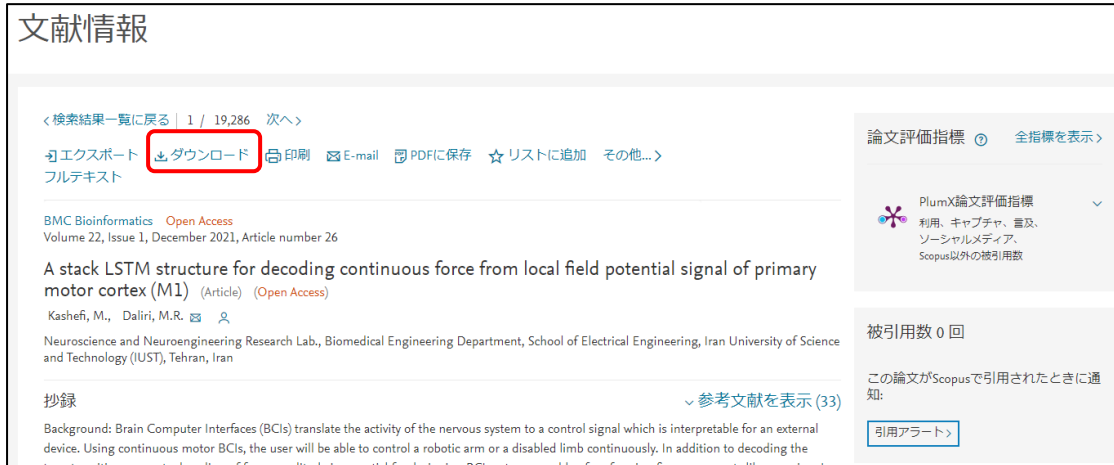 文献情報
<検索結果一覧に戻る | 1 / 19,286 次へ>
エクスポート ダウンロード 印刷 E-mail PDFに保存 リストに追加 その他...>
フルテキスト
BMC Bioinformatics Open Access
Volume 22, Issue 1, December 2021, Article number 26
A stack LSTM structure for decoding continuous force from local field potential signal of primary
motor cortex (M1) (Article) (Open Access)
Kashefi, M., Daliri, M.R.
Neuroscience and Neuroengineering Research Lab., Biomedical Engineering Department, School of Electrical Engineering, Iran University of Science
and Technology (IUST), Tehran, Iran
抄録
参考文献を表示 (33)
Background: Brain Computer Interfaces (BCIs) translate the activity of the nervous system to a control signal which is interpretable for an external
device. Using continuous motor BCIs, the user will be able to control a robotic arm or a disabled limb continuously. In addition to decoding the
論文評価指標 ? 全指標を表示>
PlumX論文評価指標
利用、キャプチャ、言及、
ソーシャルメディア、
Scopus以外の被引用数
被引用数 0 回
この論文がScopusで引用されたときに通
知:
引用アラート>